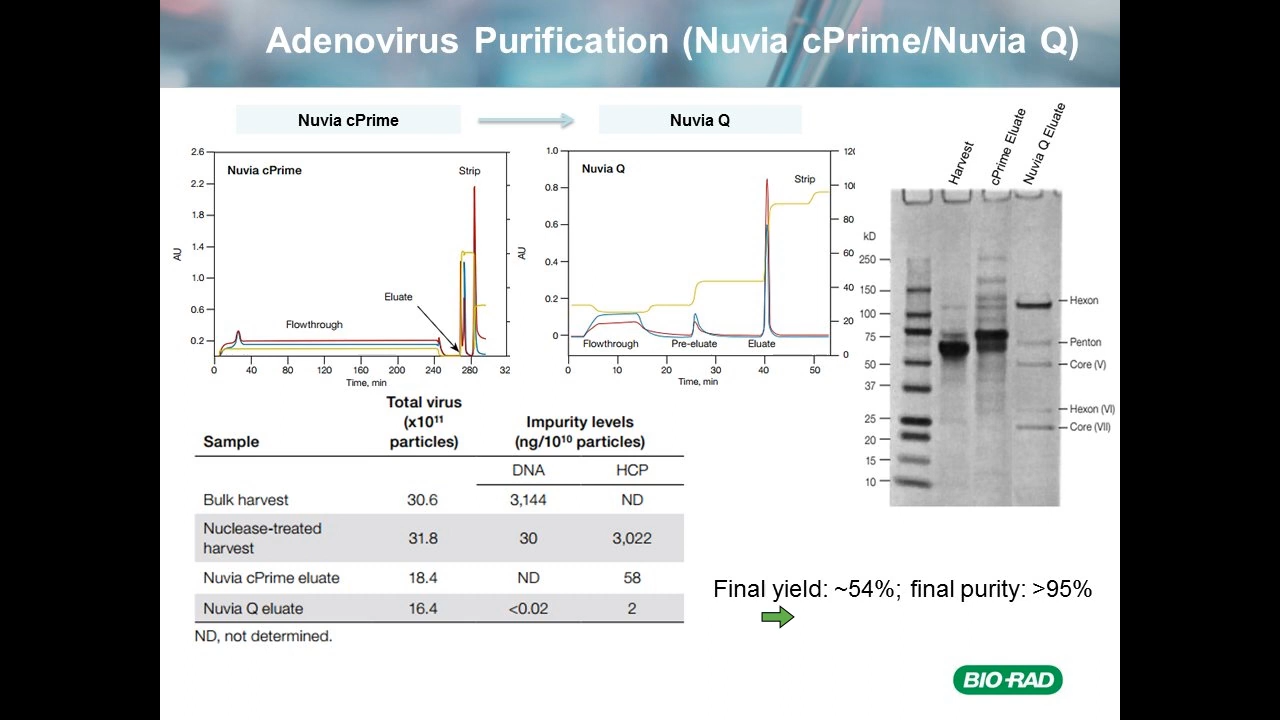 Adenovirus Purification (Nuvia cPrime/Nuvia Q)
Nuvia cPrime
Nuvia Q
Nuvia cPrime
Strip
2.6
2.2
1.8
1.4
1.0
0.6
0.2
AU
Eluate
Flowthrough
0 40 80 120 160 200 240 280 32
Time, min
Nuvia Q
Strip
1.0
0.8
0.6
0.4
0.2
0
AU
120
100
80
60
40
20
0
Flowthrough Pre-eluate Eluate
0 10 20 30 40 50
Time, min
Harvest
cPrime Eluate
Nuvia Q Eluate
kD
250
150
100
75
50
37
25
20
15
10
Hexon
Penton
Core (V)
Hexon (VI)
Core (VII)
Sample
Total virus
(x10¹¹
particles)
Impurity levels
(ng/10¹⁰ particles)
DNA HCP
Bulk harvest 30.6 3,144 ND
Nuclease-treated
harvest 31.8 30 3,022
Nuvia cPrime eluate 18.4 ND 58
Nuvia Q eluate 16.4 <0.02 2
ND, not determined.
Final yield: ~54%; final purity: >95%
BIO-RAD